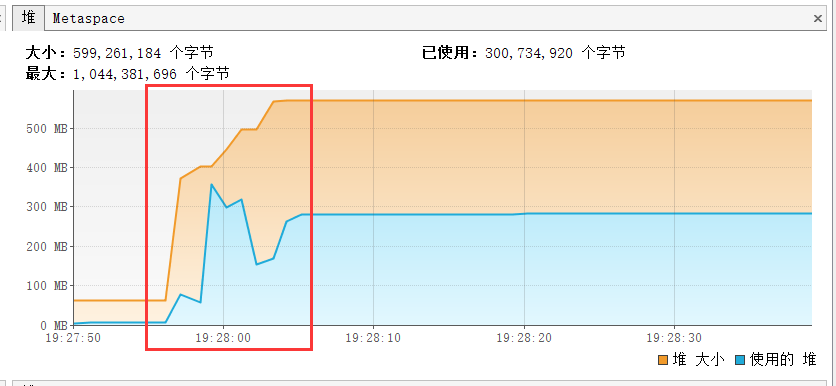 堆 Metaspace
大小： 599,261,184 个字节 已使用： 300,734,920 个字节
最大： 1,044,381,696 个字节
500 MB
400 MB
300 MB
200 MB
100 MB
0 MB
19:27:50 19:28:00 19:28:10 19:28:20 19:28:30
堆 大小 使用的 堆